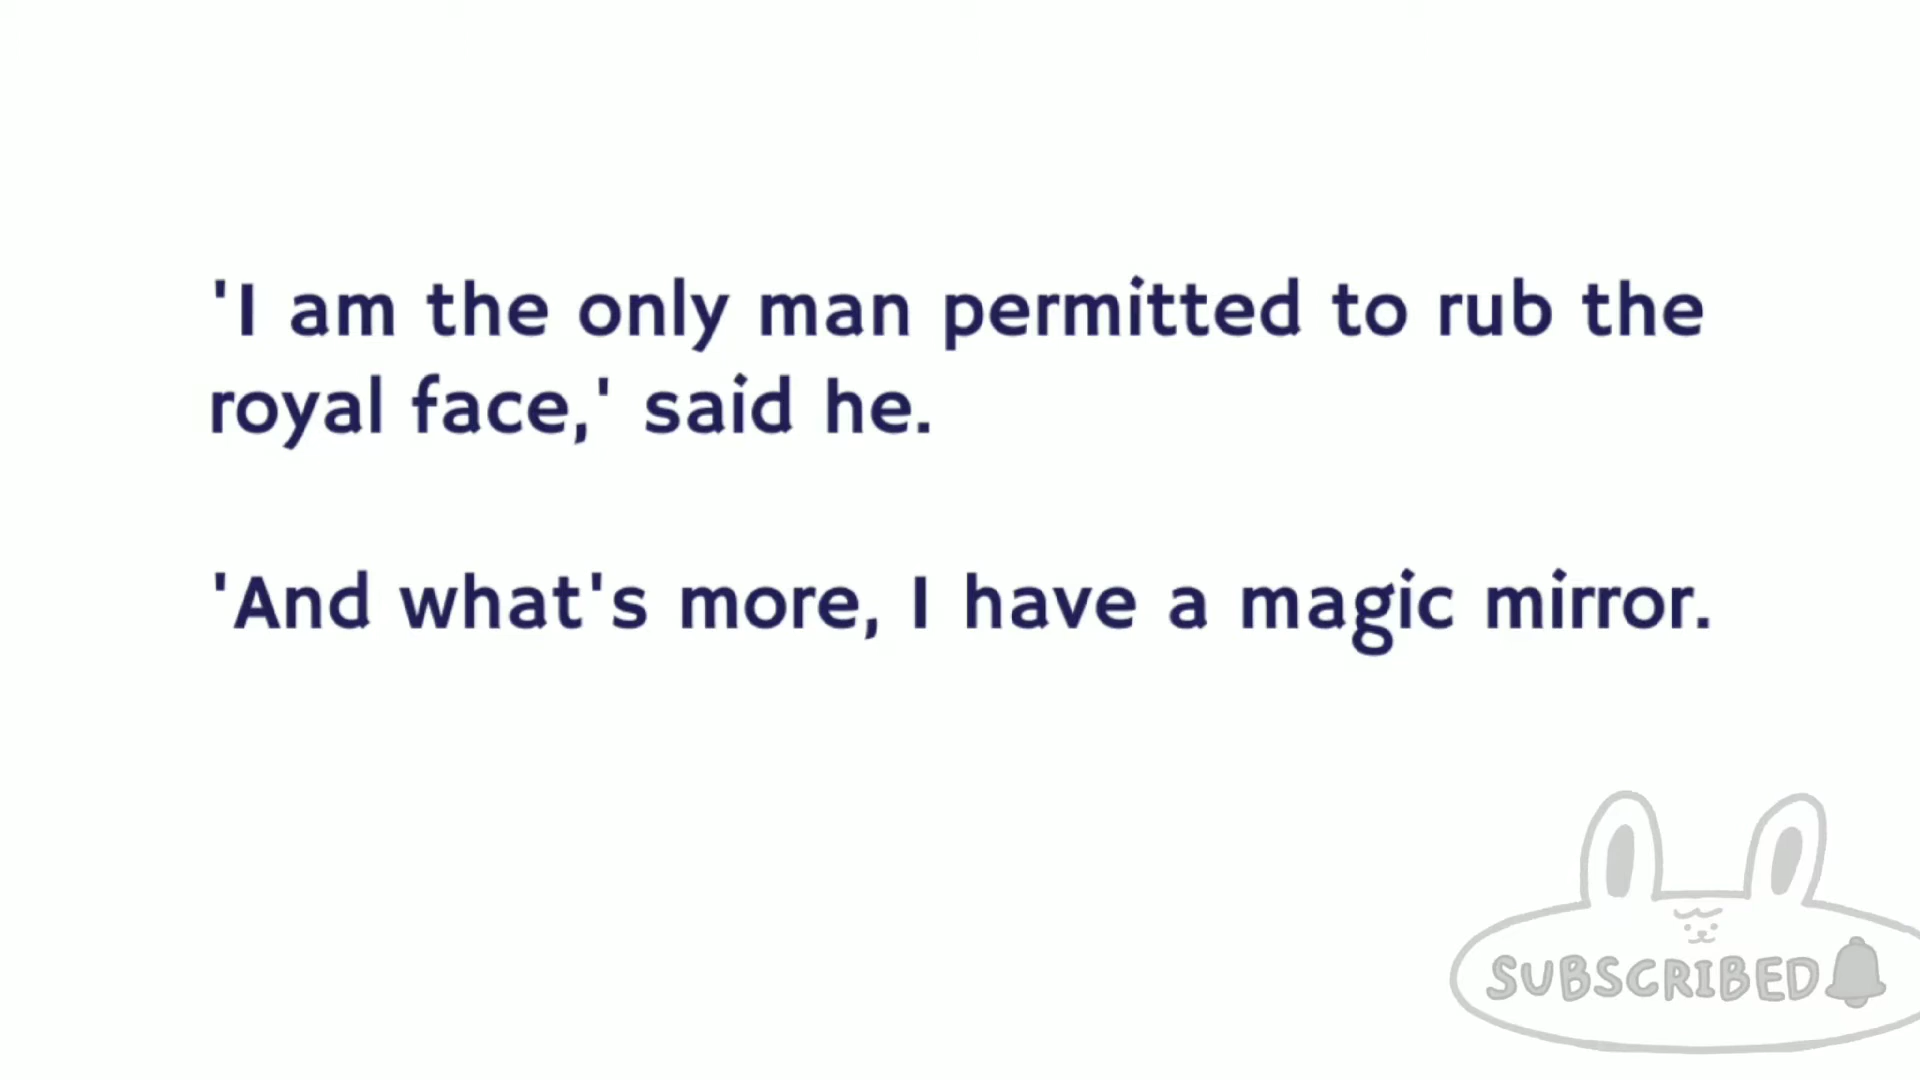 'I am the only man permitted to rub the
royal face,' said he.
'And what's more, I have a magic mirror.
SUBSCRIBED